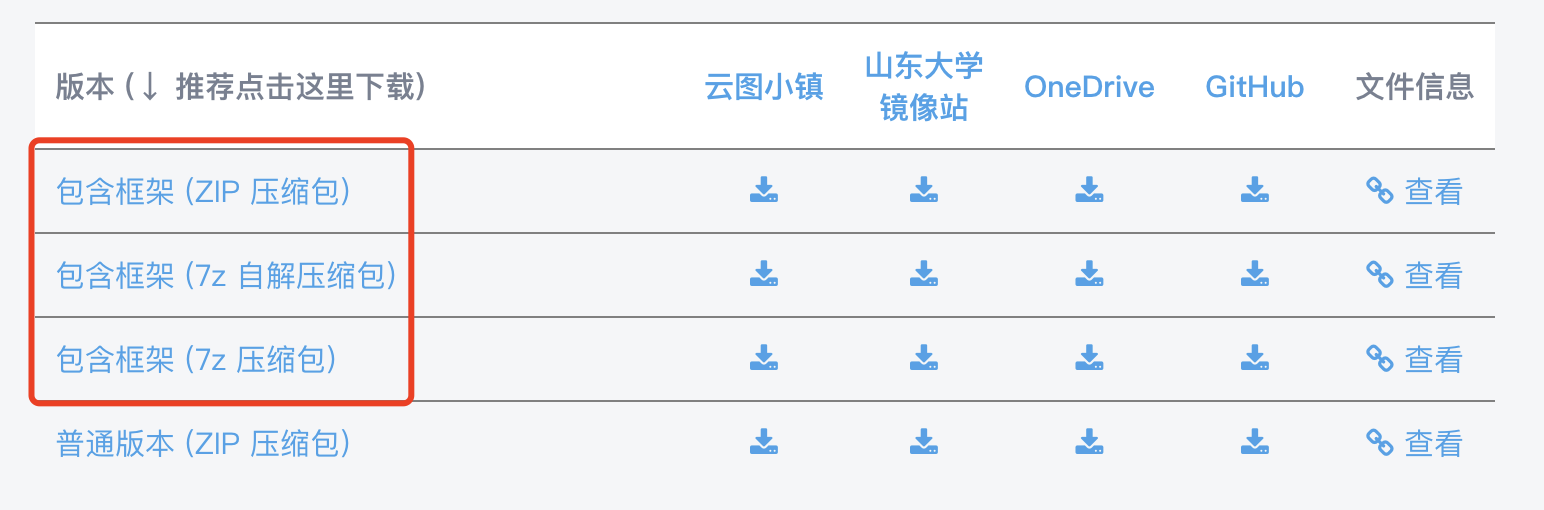 版本 (↓ 推荐点击这里下载)
云图小镇
山东大学
镜像站
OneDrive
GitHub
文件信息
包含框架 (ZIP 压缩包)
查看
包含框架 (7z 自解压缩包)
查看
包含框架 (7z 压缩包)
查看
普通版本 (ZIP 压缩包)
查看